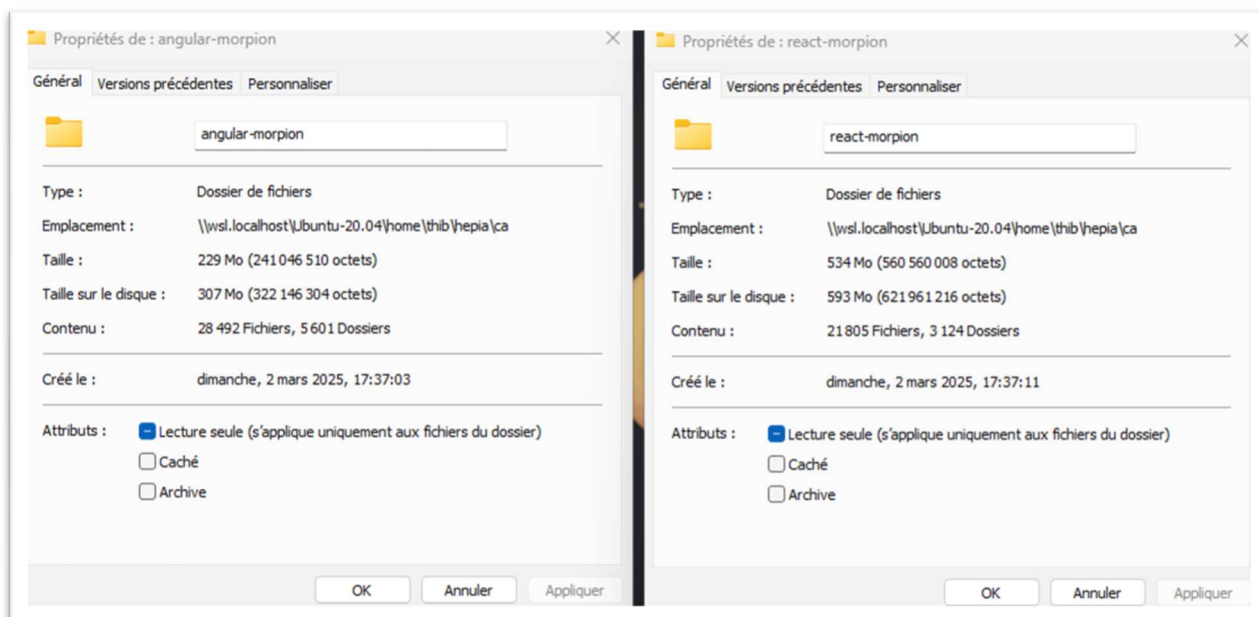 Propriétés de : angular-morpion
Général Versions précédentes Personnaliser
angular-morpion
Type : Dossier de fichiers
Emplacement : \\wsl.localhost\Ubuntu-20.04\home\thib\hepia\ca
Taille : 229 Mo (241 046 510 octets)
Taille sur le disque : 307 Mo (322 146 304 octets)
Contenu : 28 492 Fichiers, 5 601 Dossiers
Créé le : dimanche, 2 mars 2025, 17:37:03
Attributs : Lecture seule (s'applique uniquement aux fichiers du dossier)
Caché
Archive
OK Annuler Appliquer
Propriétés de : react-morpion
Général Versions précédentes Personnaliser
react-morpion
Type : Dossier de fichiers
Emplacement : \\wsl.localhost\Ubuntu-20.04\home\thib\hepia\ca
Taille : 534 Mo (560 560 008 octets)
Taille sur le disque : 593 Mo (621 961 216 octets)
Contenu : 21 805 Fichiers, 3 124 Dossiers
Créé le : dimanche, 2 mars 2025, 17:37:11
Attributs : Lecture seule (s'applique uniquement aux fichiers du dossier)
Caché
Archive
OK Annuler Appliquer